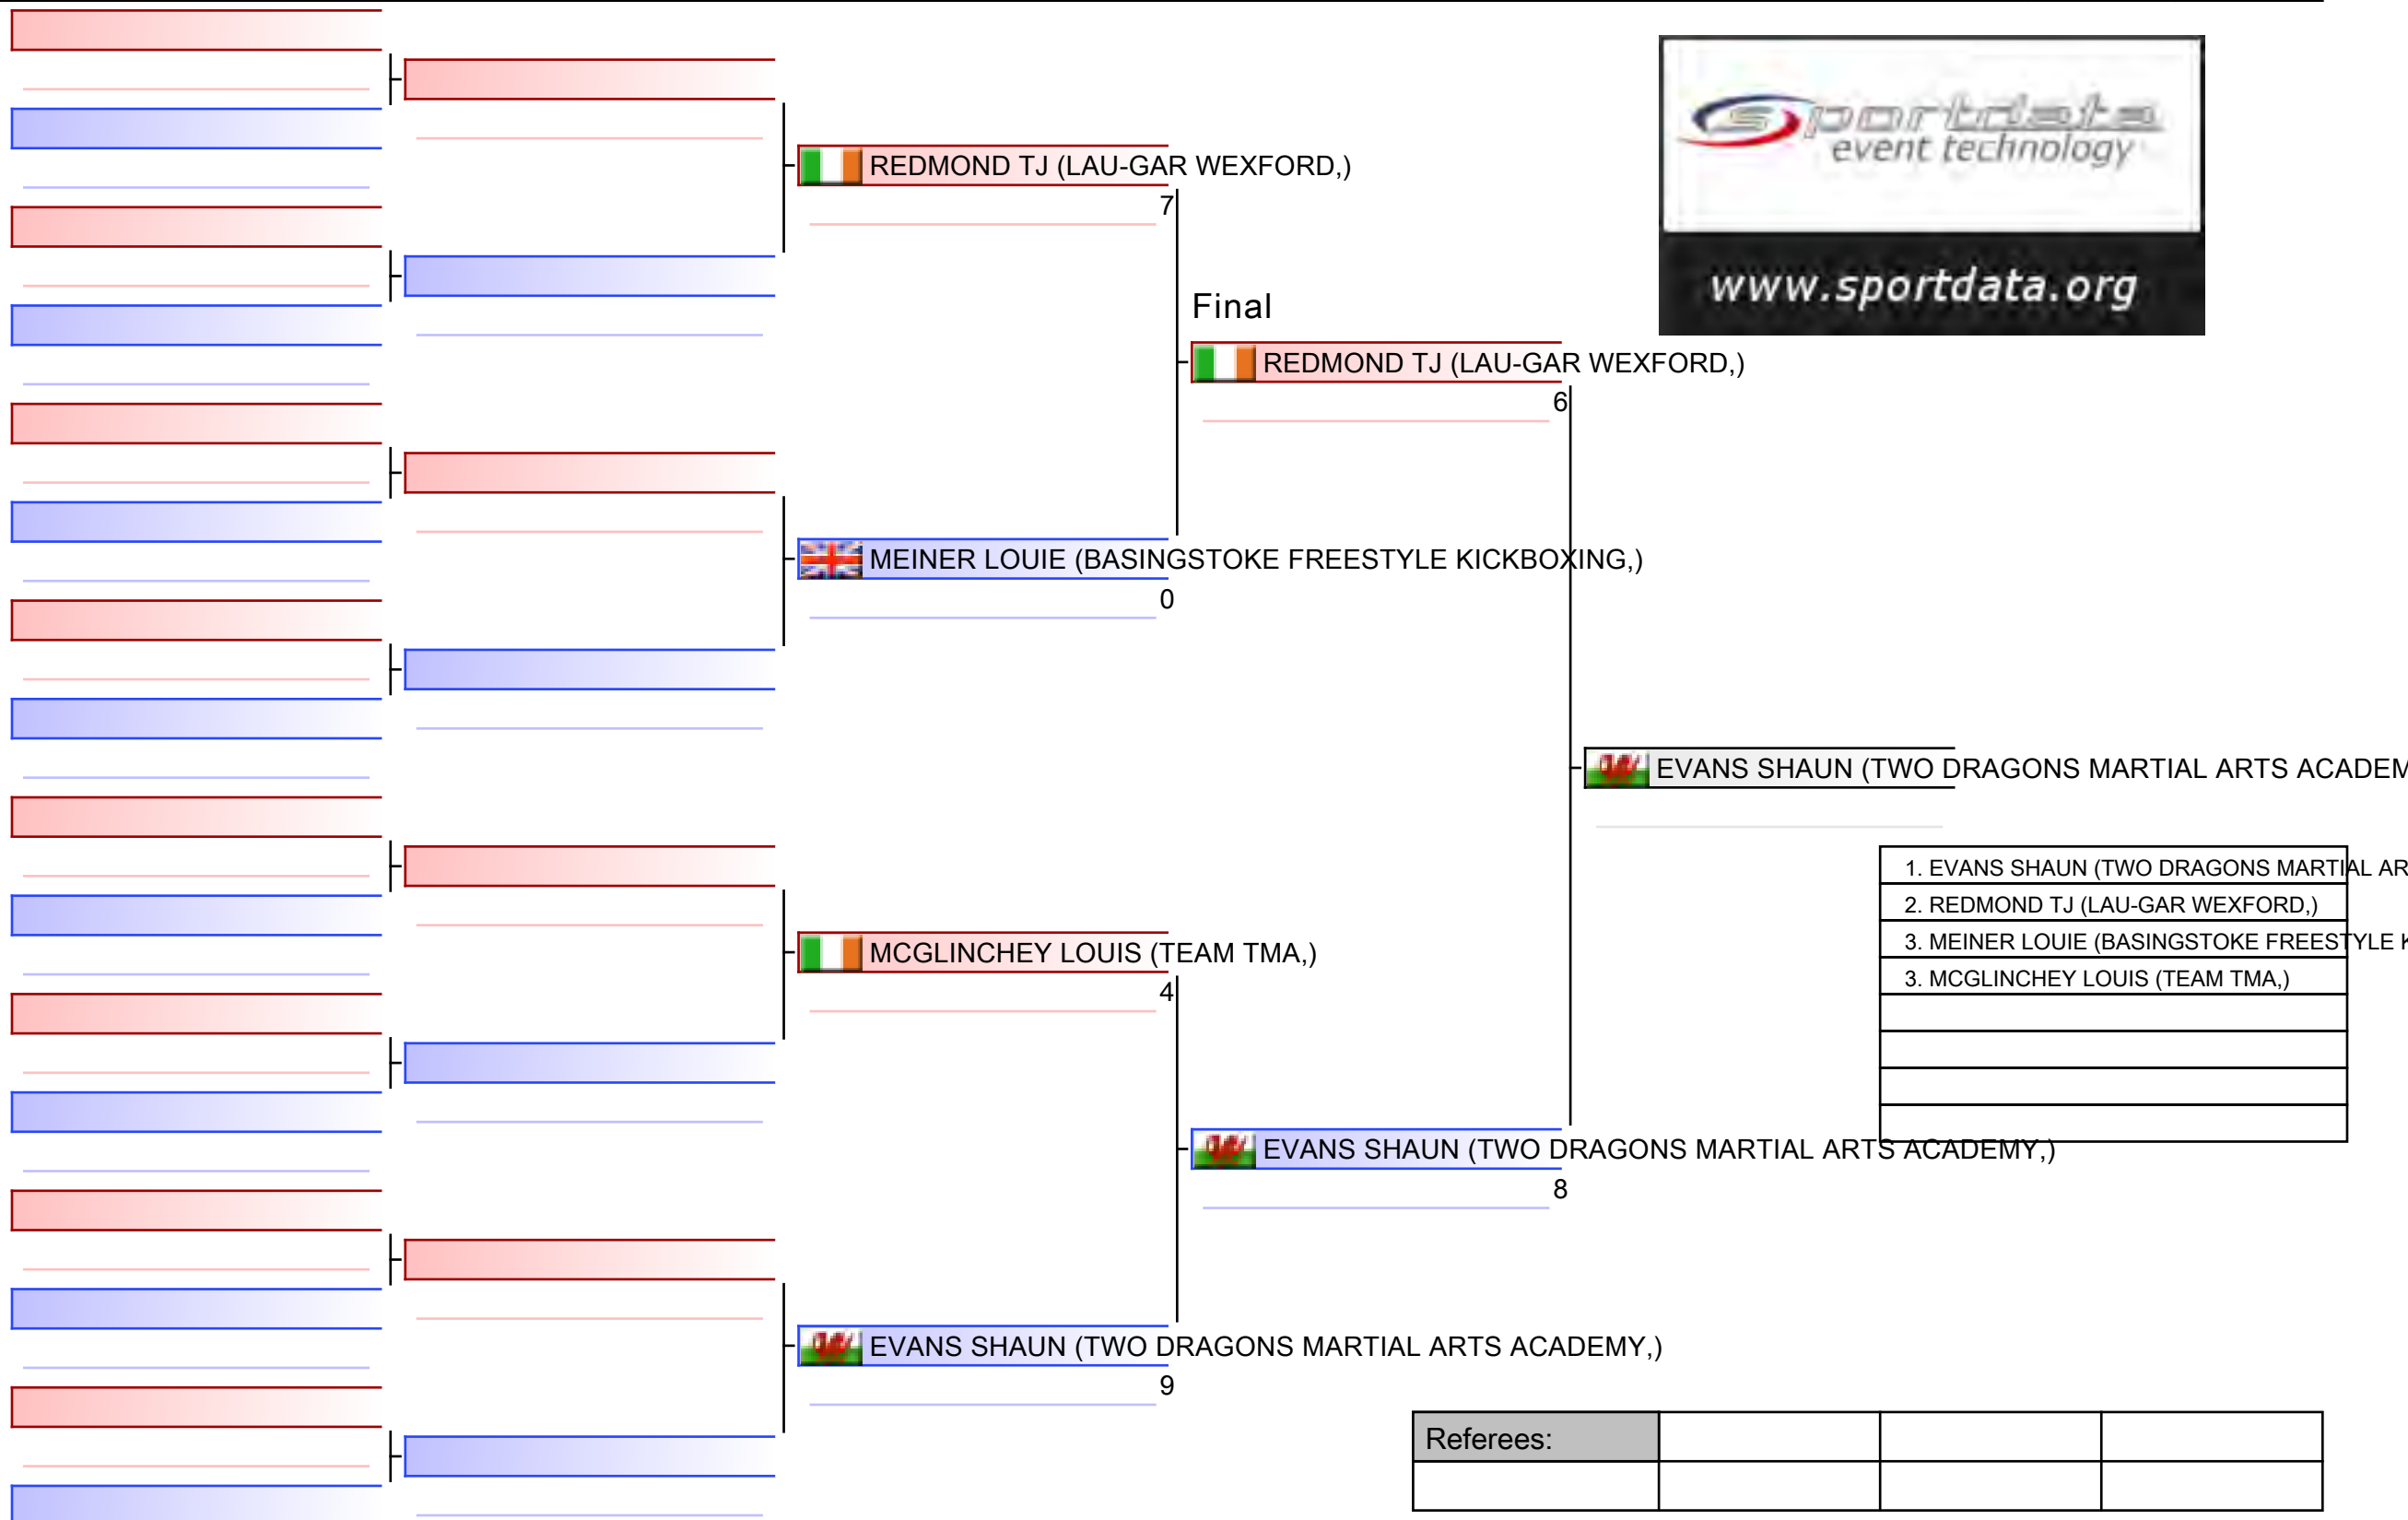 sportdata
event technology
www.sportdata.org
REDMOND TJ (LAU-GAR WEXFORD,)
7
Final
REDMOND TJ (LAU-GAR WEXFORD,)
6
MEINER LOUIE (BASINGSTOKE FREESTYLE KICKBOXING,)
0
EVANS SHAUN (TWO DRAGONS MARTIAL ARTS ACADEM
1. EVANS SHAUN (TWO DRAGONS MARTIAL AR
2. REDMOND TJ (LAU-GAR WEXFORD,)
3. MEINER LOUIE (BASINGSTOKE FREESTYLE K
3. MCGLINCHEY LOUIS (TEAM TMA,)
MCGLINCHEY LOUIS (TEAM TMA,)
4
EVANS SHAUN (TWO DRAGONS MARTIAL ARTS ACADEMY,)
8
EVANS SHAUN (TWO DRAGONS MARTIAL ARTS ACADEMY,)
9
Referees: